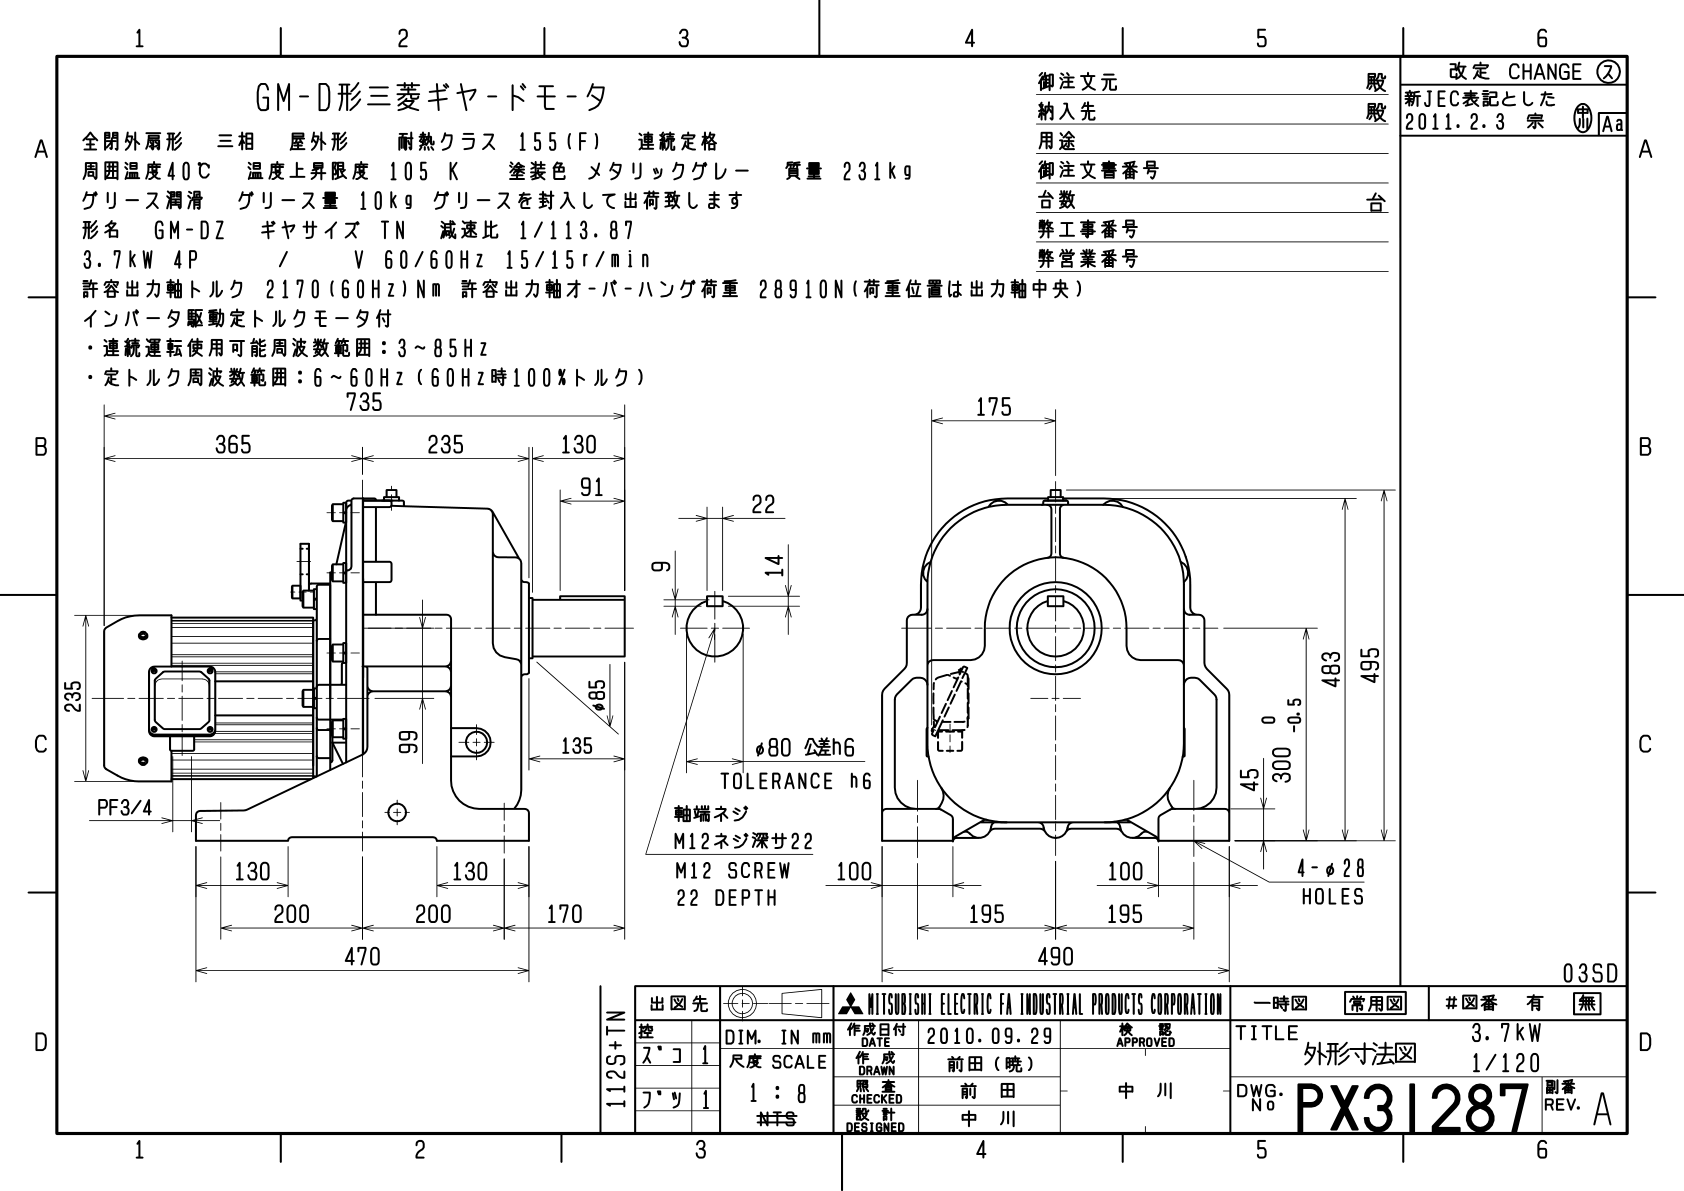 1 2 3 4 5 6
改定 CHANGE ス
新JEC表記とした
2011.2.3 宗
Aa
GM-D形三菱ギヤードモータ
全閉外扇形 三相 屋外形 耐熱クラス 155(F) 連続定格
周囲温度40℃ 温度上昇限度 105 K 塗装色 メタリックグレー 質量 231kg
グリース潤滑 グリース量 10kg グリースを封入して出荷致します
形名 GM-DZ ギヤサイズ TN 減速比 1/113.87
3.7kW 4P / V 60/60Hz 15/15r/min
許容出力軸トルク 2170(60Hz)Nm 許容出力軸オーバーハング荷重 28910N(荷重位置は出力軸中央)
インバータ駆動定トルクモータ付
・連続運転使用可能周波数範囲:3~85Hz
・定トルク周波数範囲:6~60Hz(60Hz時100%トルク)
御注文元 殿
納入先 殿
用途
御注文書番号
台数 台
弊工事番号
弊営業番号
A A
B B
C C
D D
735
365 235 130
91
235
99
φ85
135
PF3/4
130 130
200 200 170
470
22
9
14
φ80 公差h6
TOLERANCE h6
軸端ネジ
M12ネジ深サ22
M12 SCREW
22 DEPTH
175
483
495
300 0 -0.5
45
100 100
4-φ28
HOLES
195 195
490
03SD
112S+TN
出図先
控
ズコ 1
ブツ 1
DIM. IN mm
尺度 SCALE
1 : 8
NTS
MITSUBISHI ELECTRIC FA INDUSTRIAL PRODUCTS CORPORATION
作成日付 DATE 2010.09.29
作成 DRAWN 前田(暁)
照査 CHECKED 前田
設計 DESIGNED 中川
検認 APPROVED
中川
一時図 常用図 #図番 有 無
TITLE 3.7kW
外形寸法図 1/120
DWG. No PX31287
副番 REV. A
1 2 3 4 5 6